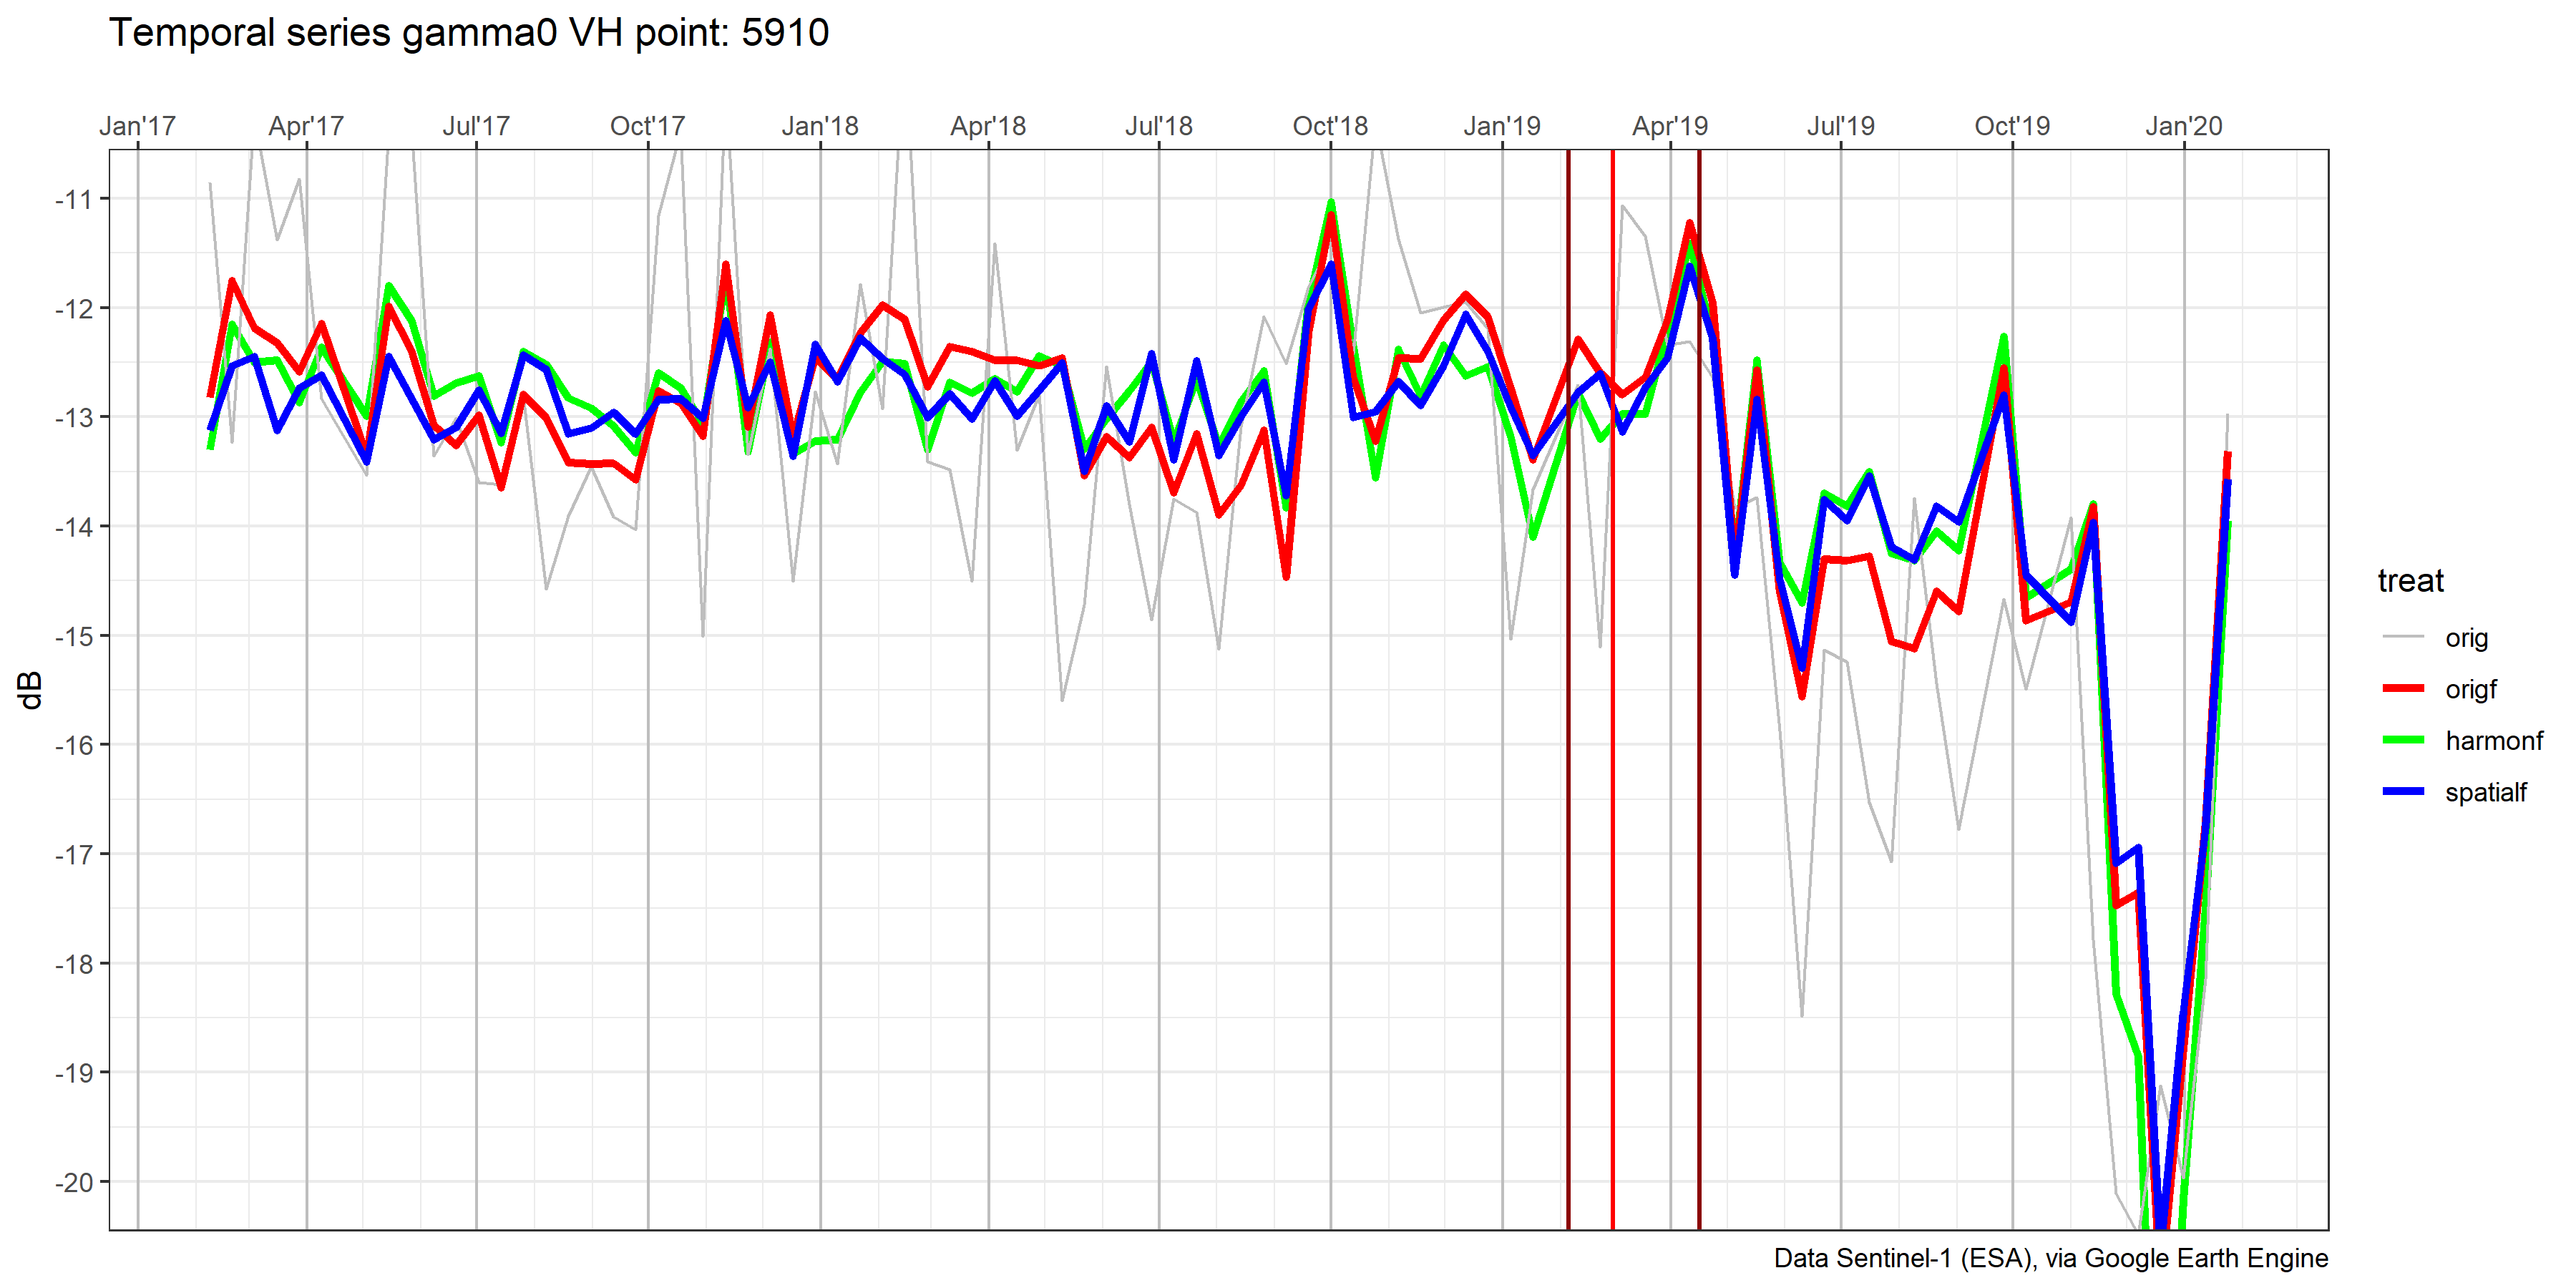 Temporal series gamma0 VH point: 5910
Jan'17 Apr'17 Jul'17 Oct'17 Jan'18 Apr'18 Jul'18 Oct'18 Jan'19 Apr'19 Jul'19 Oct'19 Jan'20
-11
-12
-13
-14
-15
-16
-17
-18
-19
-20
dB
treat
orig
origf
harmonf
spatialf
Data Sentinel-1 (ESA), via Google Earth Engine